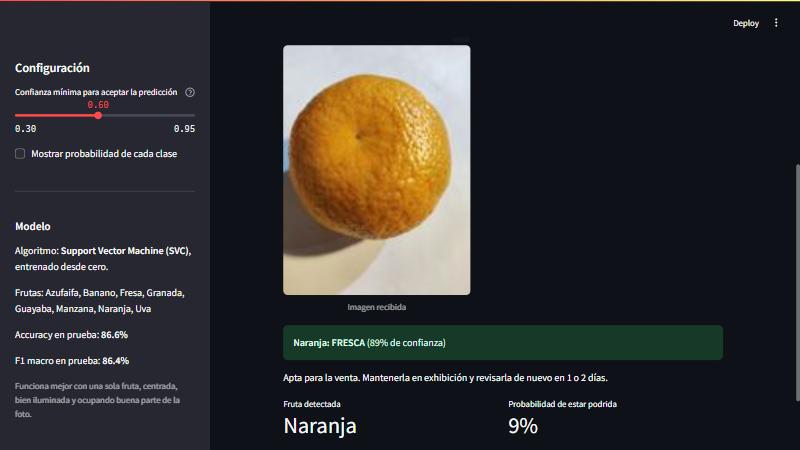 Deploy
Configuración
Confianza mínima para aceptar la predicción
0.60
0.30 0.95
Mostrar probabilidad de cada clase
Modelo
Algoritmo: Support Vector Machine (SVC),
entrenado desde cero.
Frutas: Azufaifa, Banano, Fresa, Granada,
Guayaba, Manzana, Naranja, Uva
Accuracy en prueba: 86.6%
F1 macro en prueba: 86.4%
Funciona mejor con una sola fruta, centrada,
bien iluminada y ocupando buena parte de la
foto.
Imagen recibida
Naranja: FRESCA (89% de confianza)
Apta para la venta. Mantenerla en exhibición y revisarla de nuevo en 1 o 2 días.
Fruta detectada
Naranja
Probabilidad de estar podrida
9%